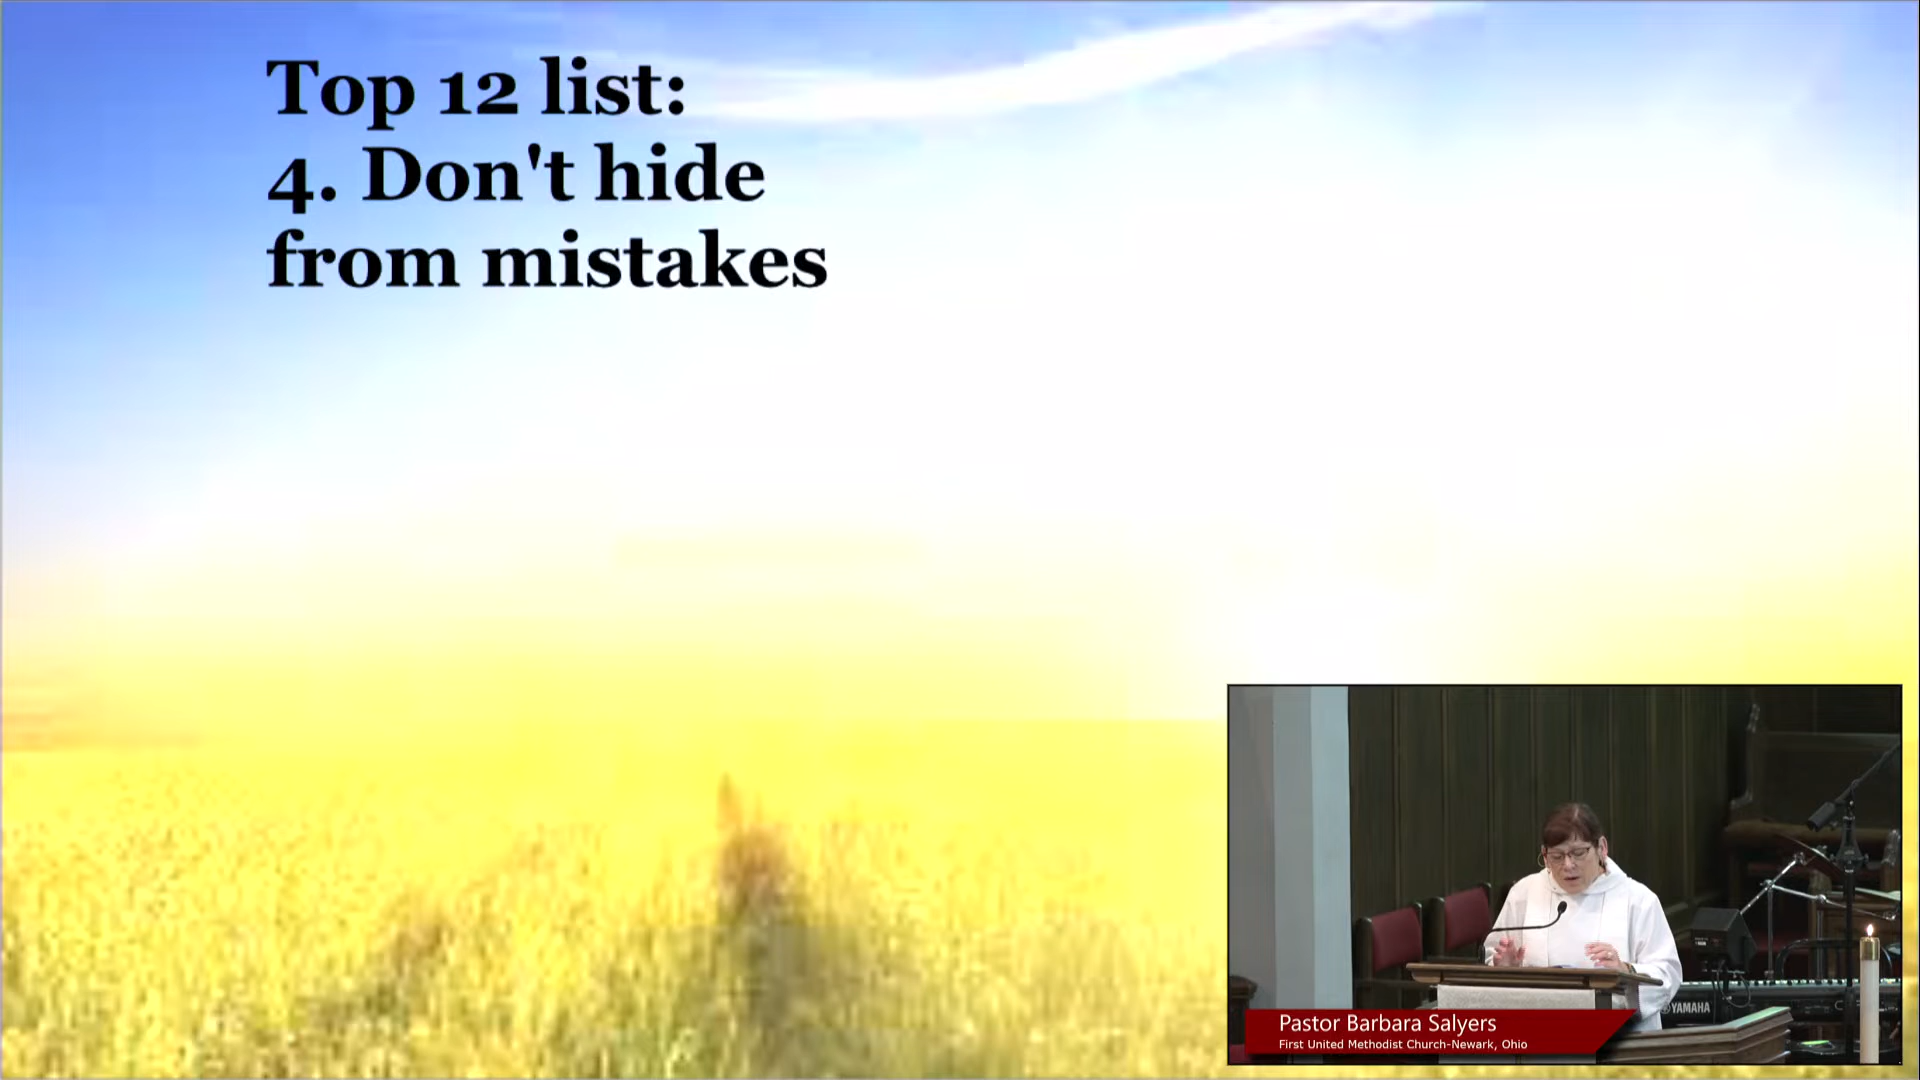 Top 12 list:
4. Don't hide
from mistakes
YAMAHA
Pastor Barbara Salyers
First United Methodist Church-Newark, Ohio